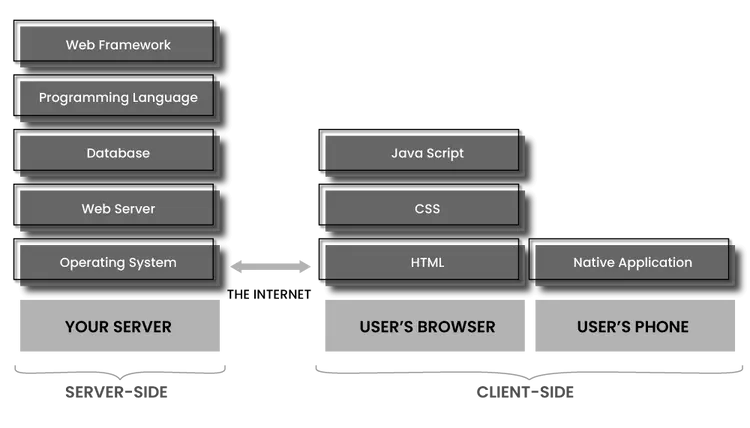 Web Framework
Programming Language
Database
Java Script
Web Server
CSS
Operating System
HTML
Native Application
THE INTERNET
YOUR SERVER
USER’S BROWSER
USER’S PHONE
SERVER-SIDE
CLIENT-SIDE